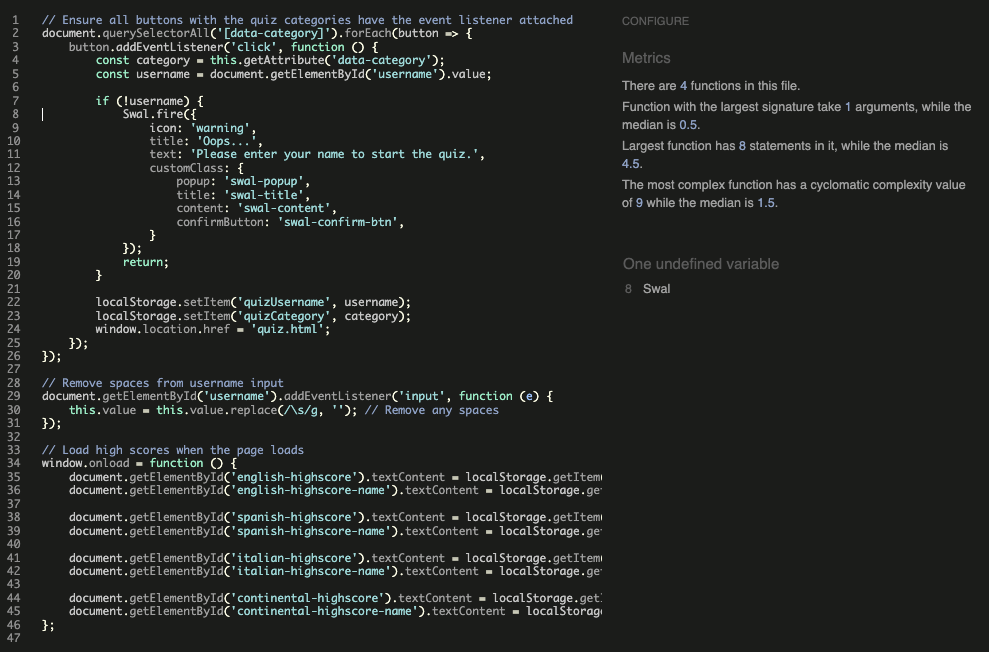 1 // Ensure all buttons with the quiz categories have the event listener attached
2 document.querySelectorAll('[data-category]').forEach(button => {
3     button.addEventListener('click', function () {
4         const category = this.getAttribute('data-category');
5         const username = document.getElementById('username').value;
6
7         if (!username) {
8             Swal.fire({
9                 icon: 'warning',
10                 title: 'Oops...',
11                 text: 'Please enter your name to start the quiz.',
12                 customClass: {
13                     popup: 'swal-popup',
14                     title: 'swal-title',
15                     content: 'swal-content',
16                     confirmButton: 'swal-confirm-btn',
17                 }
18             });
19             return;
20         }
21
22         localStorage.setItem('quizUsername', username);
23         localStorage.setItem('quizCategory', category);
24         window.location.href = 'quiz.html';
25     });
26 });
27
28 // Remove spaces from username input
29 document.getElementById('username').addEventListener('input', function (e) {
30     this.value = this.value.replace(/\s/g, ''); // Remove any spaces
31 });
32
33 // Load high scores when the page loads
34 window.onload = function () {
35     document.getElementById('english-highscore').textContent = localStorage.getItem(
36     document.getElementById('english-highscore-name').textContent = localStorage.ge
37
38     document.getElementById('spanish-highscore').textContent = localStorage.getItem(
39     document.getElementById('spanish-highscore-name').textContent = localStorage.ge
40
41     document.getElementById('italian-highscore').textContent = localStorage.getItem(
42     document.getElementById('italian-highscore-name').textContent = localStorage.ge
43
44     document.getElementById('continental-highscore').textContent = localStorage.get
45     document.getElementById('continental-highscore-name').textContent = localStorage
46 };
47
CONFIGURE
Metrics
There are 4 functions in this file.
Function with the largest signature take 1 arguments, while the
median is 0.5.
Largest function has 8 statements in it, while the median is
4.5.
The most complex function has a cyclomatic complexity value
of 9 while the median is 1.5.
One undefined variable
8 Swal